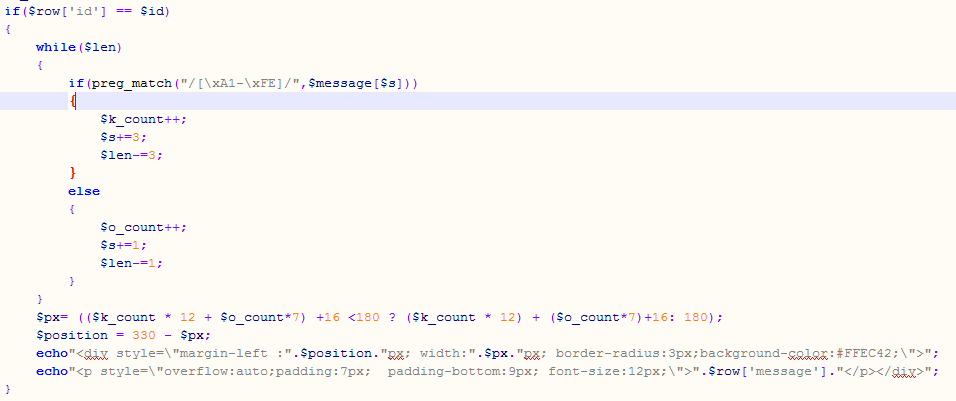 if($row['id'] == $id)
{
while($len)
{
if(preg_match("/[\xA1-\xFE]/",$message[$s]))
{
$k_count++;
$s+=3;
$len-=3;
}
else
{
$o_count++;
$s+=1;
$len-=1;
}
}
$px= (($k_count * 12 + $o_count*7) +16 <180 ? ($k_count * 12) + ($o_count*7)+16: 180);
$position = 330 - $px;
echo"<div style=\"margin-left :".$position."px; width:".$px."px; border-radius:3px;background-color:#FFEC42;\">";
echo"<p style=\"overflow:auto;padding:7px;  padding-bottom:9px; font-size:12px;\">".$row['message']."</p></div>";
}